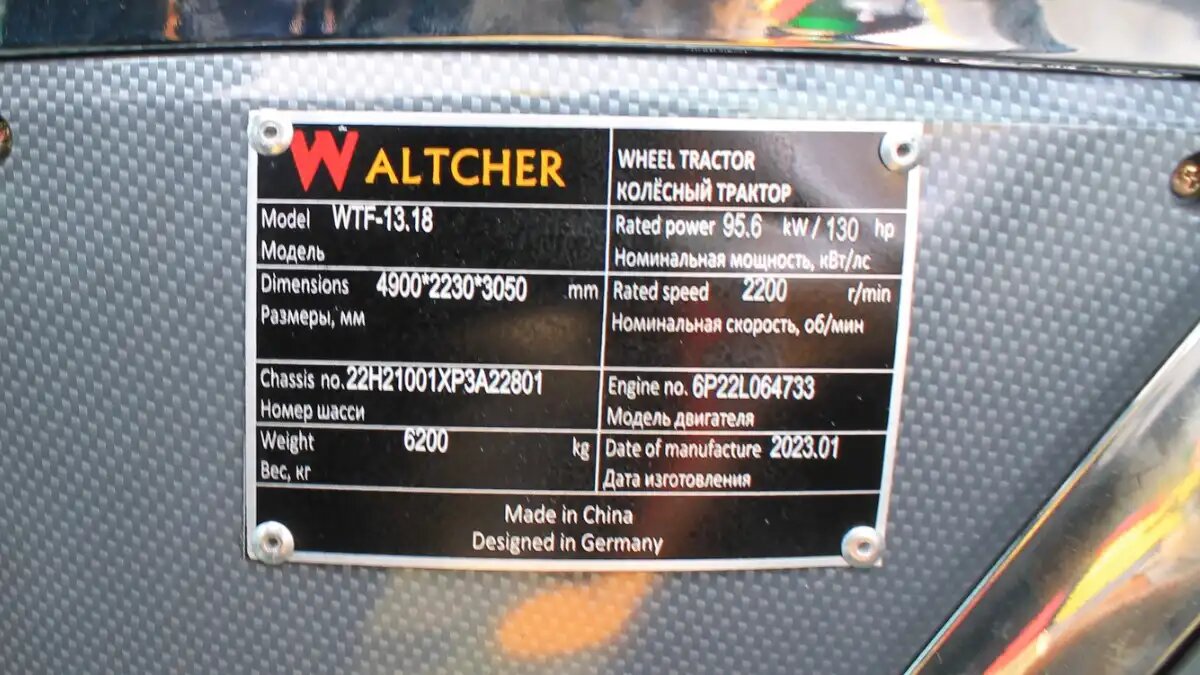 WALTCHER
WHEEL TRACTOR
КОЛЁСНЫЙ ТРАКТОР
Model WTF-13.18
Модель
Rated power 95.6 kW / 130 hp
Номинальная мощность, кВт/лс
Dimensions 4900*2230*3050 mm
Размеры, мм
Rated speed 2200 r/min
Номинальная скорость, об/мин
Chassis no. 22H21001XP3A22801
Номер шасси
Engine no. 6P22L064733
Модель двигателя
Weight 6200 kg
Вес, кг
Date of manufacture 2023.01
Дата изготовления
Made in China
Designed in Germany